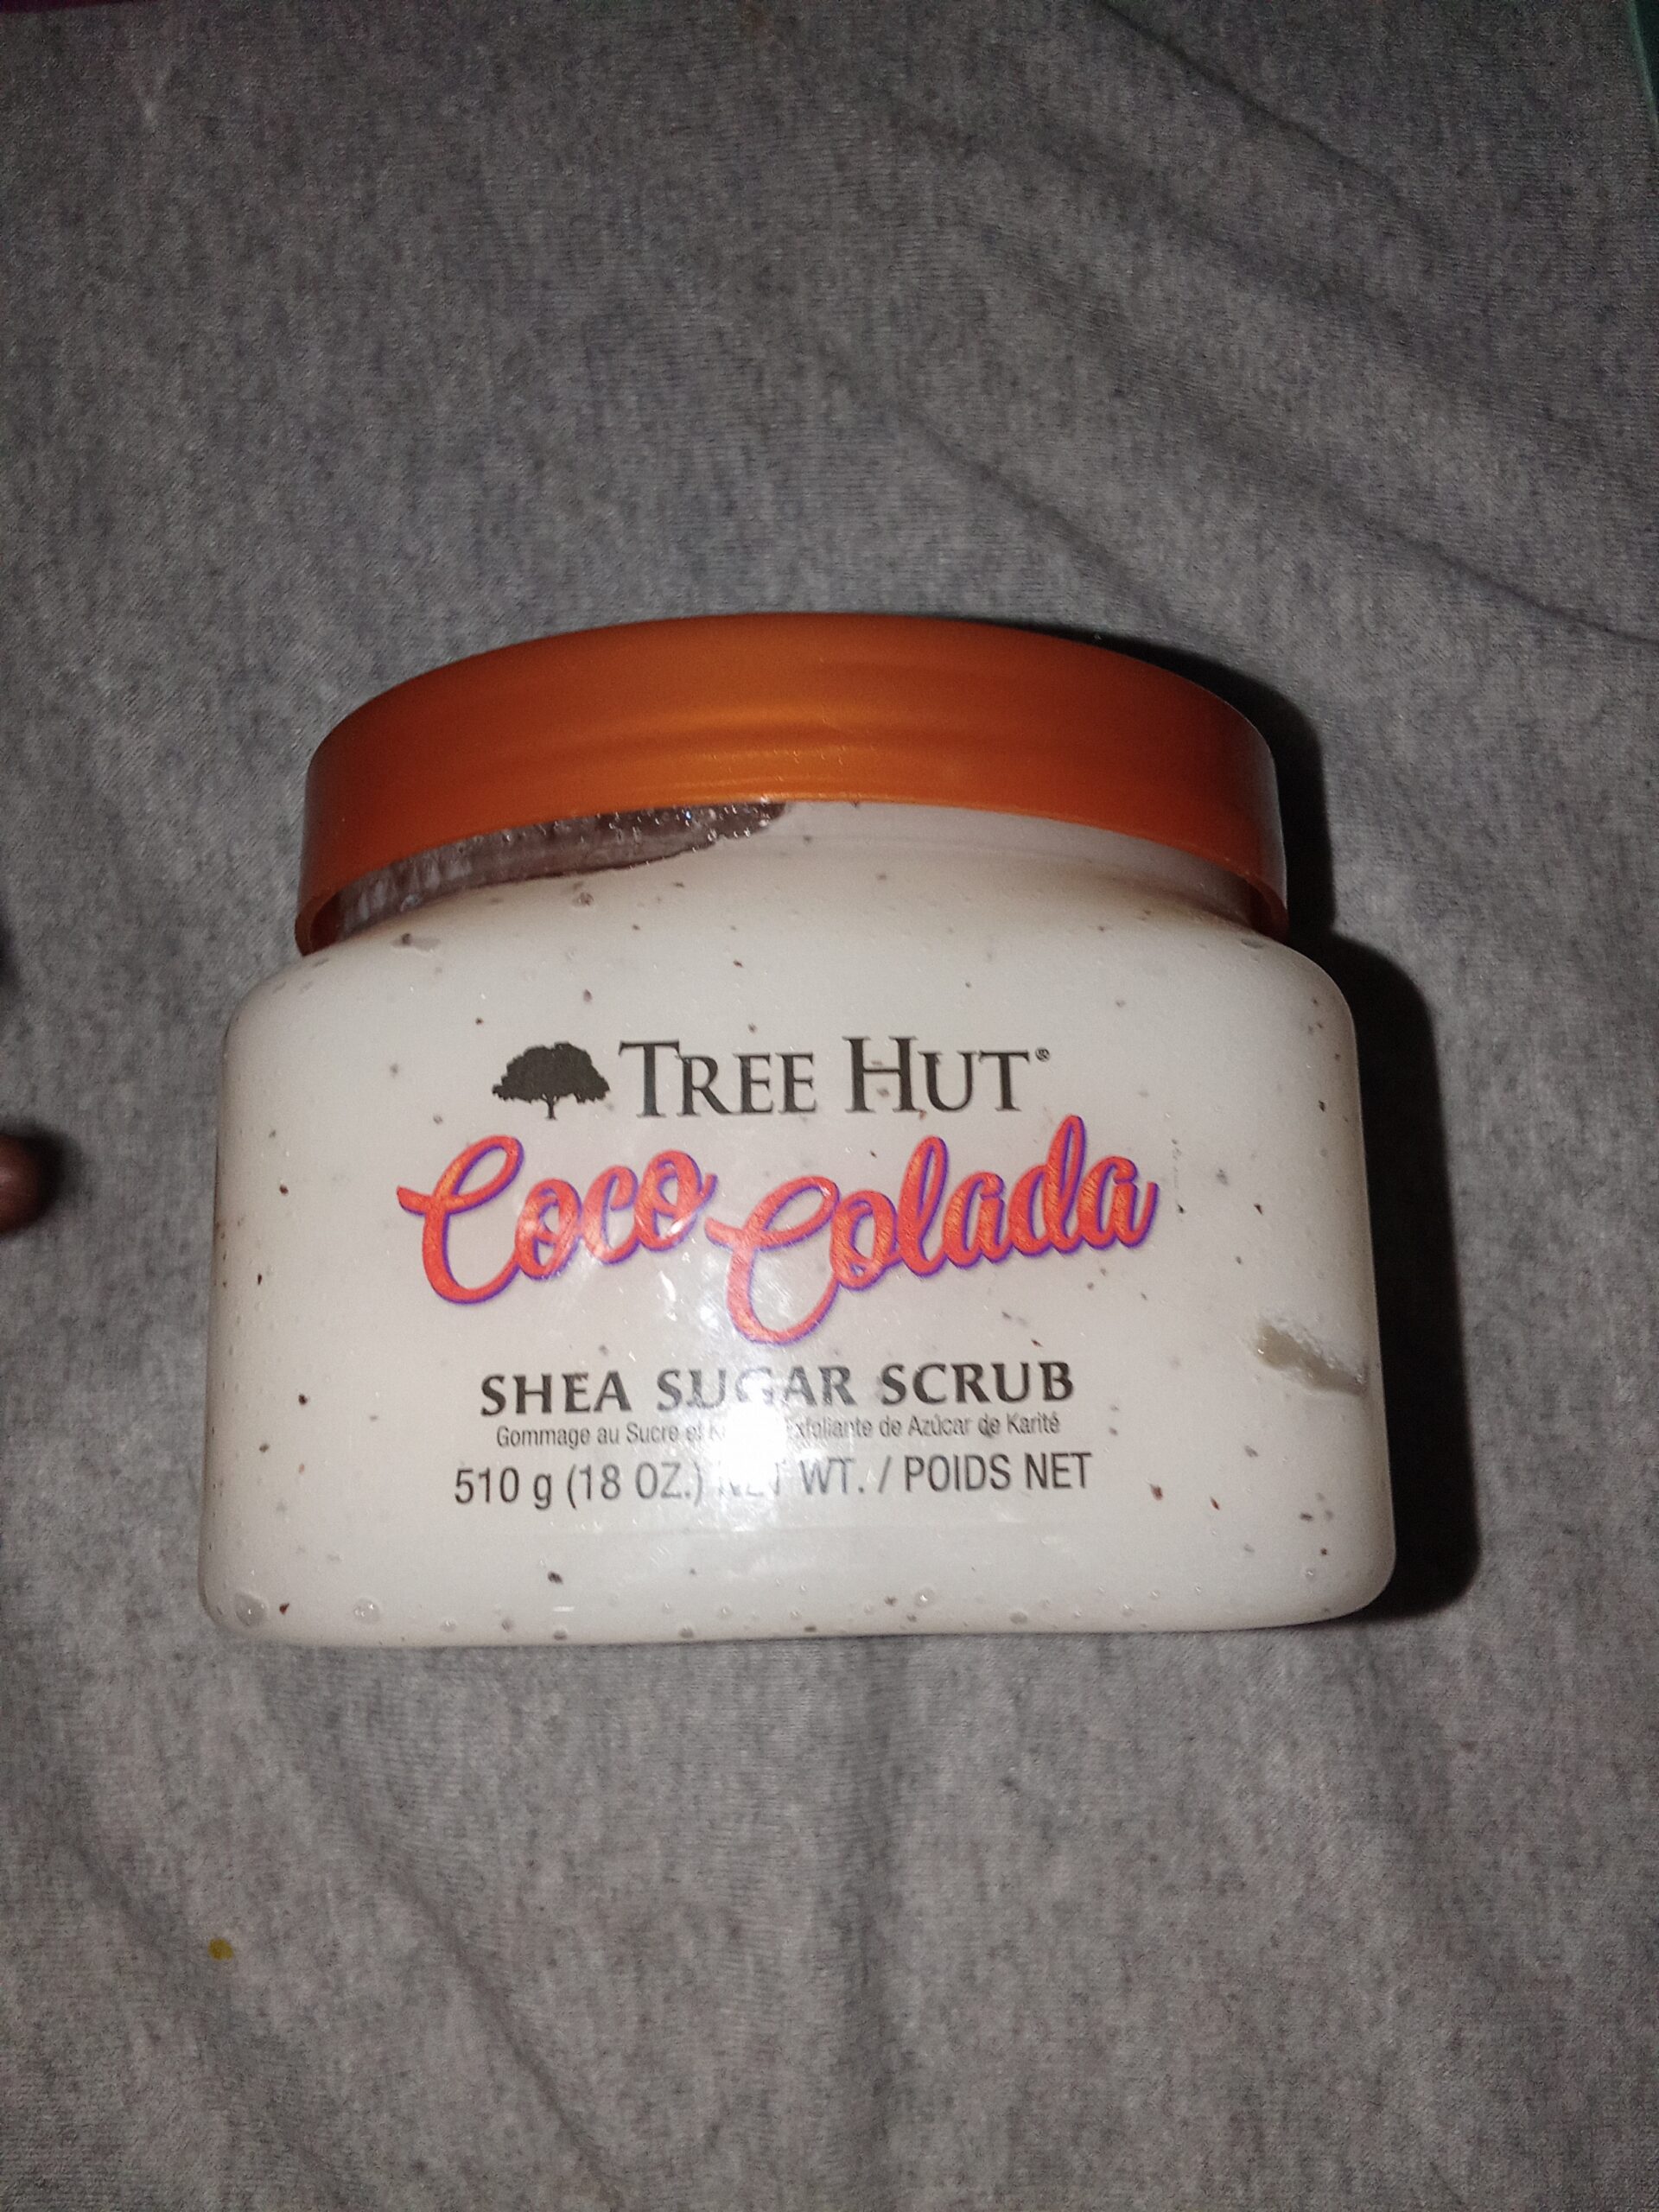 TREE HUT®
Coco Colada
SHEA SUGAR SCRUB
Gommage au Sucre et Exfoliante de Azúcar de Karité
510 g (18 OZ.) NET WT. / POIDS NET